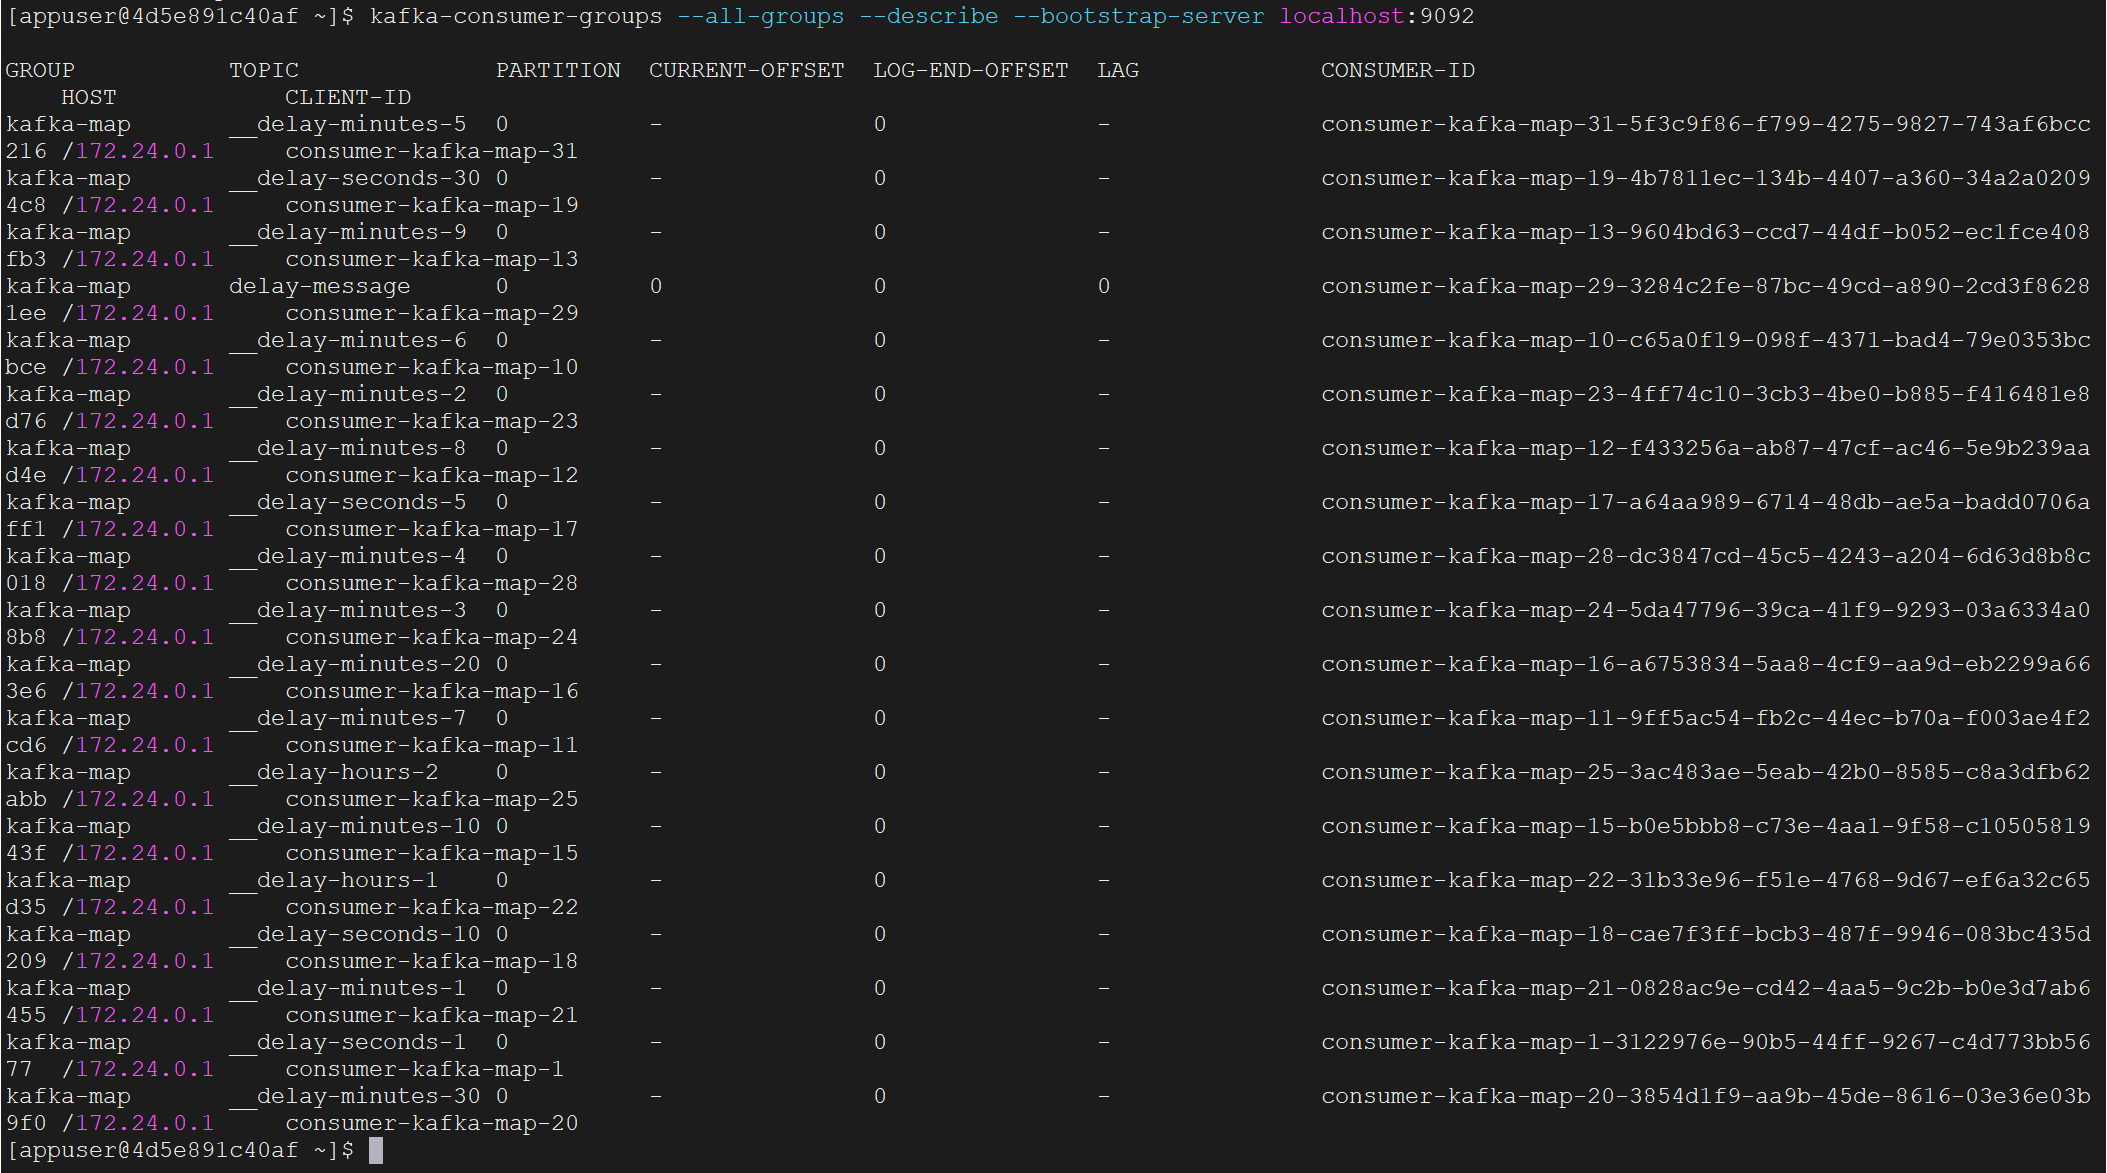 [appuser@4d5e891c40af ~]$ kafka-consumer-groups --all-groups --describe --bootstrap-server localhost:9092
GROUP TOPIC PARTITION CURRENT-OFFSET LOG-END-OFFSET LAG CONSUMER-ID
HOST CLIENT-ID
kafka-map __delay-minutes-5 0 - 0 - consumer-kafka-map-31-5f3c9f86-f799-4275-9827-743af6bcc
216 /172.24.0.1 consumer-kafka-map-31
kafka-map __delay-seconds-30 0 - 0 - consumer-kafka-map-19-4b7811ec-134b-4407-a360-34a2a0209
4c8 /172.24.0.1 consumer-kafka-map-19
kafka-map __delay-minutes-9 0 - 0 - consumer-kafka-map-13-9604bd63-ccd7-44df-b052-ec1fce408
fb3 /172.24.0.1 consumer-kafka-map-13
kafka-map delay-message 0 0 0 0 consumer-kafka-map-29-3284c2fe-87bc-49cd-a890-2cd3f8628
1ee /172.24.0.1 consumer-kafka-map-29
kafka-map __delay-minutes-6 0 - 0 - consumer-kafka-map-10-c65a0f19-098f-4371-bad4-79e0353bc
bce /172.24.0.1 consumer-kafka-map-10
kafka-map __delay-minutes-2 0 - 0 - consumer-kafka-map-23-4ff74c10-3cb3-4be0-b885-f416481e8
d76 /172.24.0.1 consumer-kafka-map-23
kafka-map __delay-minutes-8 0 - 0 - consumer-kafka-map-12-f433256a-ab87-47cf-ac46-5e9b239aa
d4e /172.24.0.1 consumer-kafka-map-12
kafka-map __delay-seconds-5 0 - 0 - consumer-kafka-map-17-a64aa989-6714-48db-ae5a-badd0706a
ff1 /172.24.0.1 consumer-kafka-map-17
kafka-map __delay-minutes-4 0 - 0 - consumer-kafka-map-28-dc3847cd-45c5-4243-a204-6d63d8b8c
018 /172.24.0.1 consumer-kafka-map-28
kafka-map __delay-minutes-3 0 - 0 - consumer-kafka-map-24-5da47796-39ca-41f9-9293-03a6334a0
8b8 /172.24.0.1 consumer-kafka-map-24
kafka-map __delay-minutes-20 0 - 0 - consumer-kafka-map-16-a6753834-5aa8-4cf9-aa9d-eb2299a66
3e6 /172.24.0.1 consumer-kafka-map-16
kafka-map __delay-minutes-7 0 - 0 - consumer-kafka-map-11-9ff5ac54-fb2c-44ec-b70a-f003ae4f2
cd6 /172.24.0.1 consumer-kafka-map-11
kafka-map __delay-hours-2 0 - 0 - consumer-kafka-map-25-3ac483ae-5eab-42b0-8585-c8a3dfb62
abb /172.24.0.1 consumer-kafka-map-25
kafka-map __delay-minutes-10 0 - 0 - consumer-kafka-map-15-b0e5bbb8-c73e-4aa1-9f58-c10505819
43f /172.24.0.1 consumer-kafka-map-15
kafka-map __delay-hours-1 0 - 0 - consumer-kafka-map-22-31b33e96-f51e-4768-9d67-ef6a32c65
d35 /172.24.0.1 consumer-kafka-map-22
kafka-map __delay-seconds-10 0 - 0 - consumer-kafka-map-18-cae7f3ff-bcb3-487f-9946-083bc435d
209 /172.24.0.1 consumer-kafka-map-18
kafka-map __delay-minutes-1 0 - 0 - consumer-kafka-map-21-0828ac9e-cd42-4aa5-9c2b-b0e3d7ab6
455 /172.24.0.1 consumer-kafka-map-21
kafka-map __delay-seconds-1 0 - 0 - consumer-kafka-map-1-3122976e-90b5-44ff-9267-c4d773bb56
77 /172.24.0.1 consumer-kafka-map-1
kafka-map __delay-minutes-30 0 - 0 - consumer-kafka-map-20-3854d1f9-aa9b-45de-8616-03e36e03b
9f0 /172.24.0.1 consumer-kafka-map-20
[appuser@4d5e891c40af ~]$